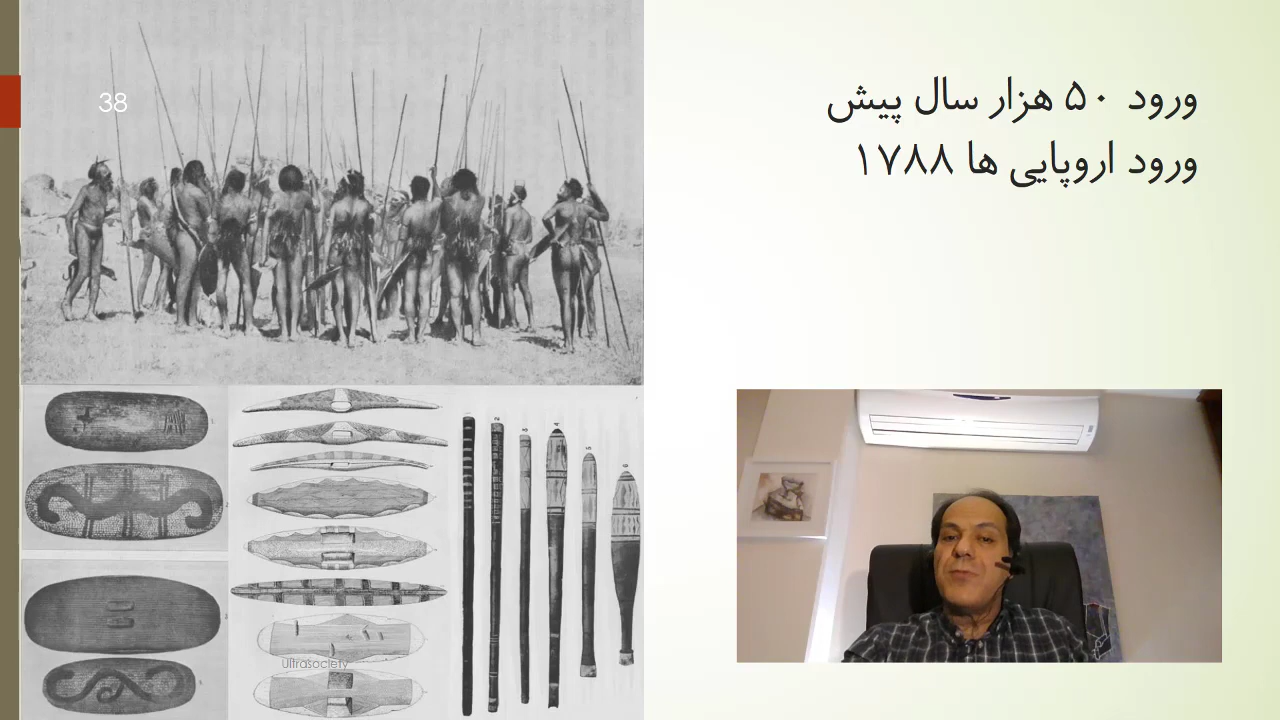 ورود ۵۰ هزار سال پیش
ورود اروپایی ها ۱۷۸۸
38
Ultrasociety